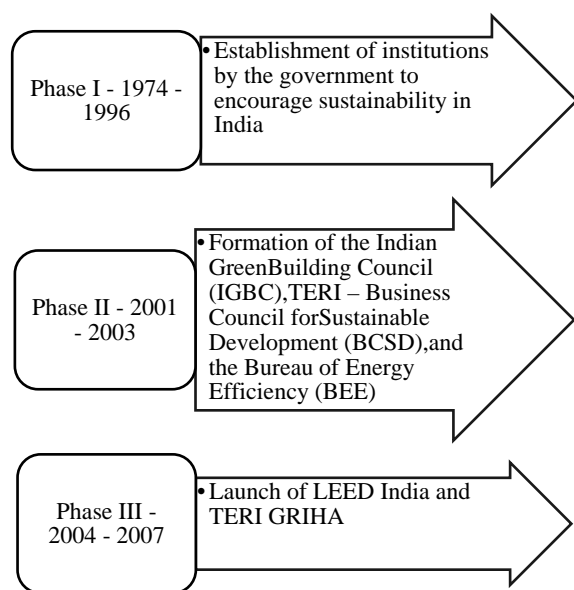 Phase I - 1974 -
1996
• Establishment of institutions
by the government to
encourage sustainability in
India
Phase II - 2001
- 2003
• Formation of the Indian
GreenBuilding Council
(IGBC),TERI – Business
Council forSustainable
Development (BCSD),and
the Bureau of Energy
Efficiency (BEE)
Phase III -
2004 - 2007
• Launch of LEED India and
TERI GRIHA